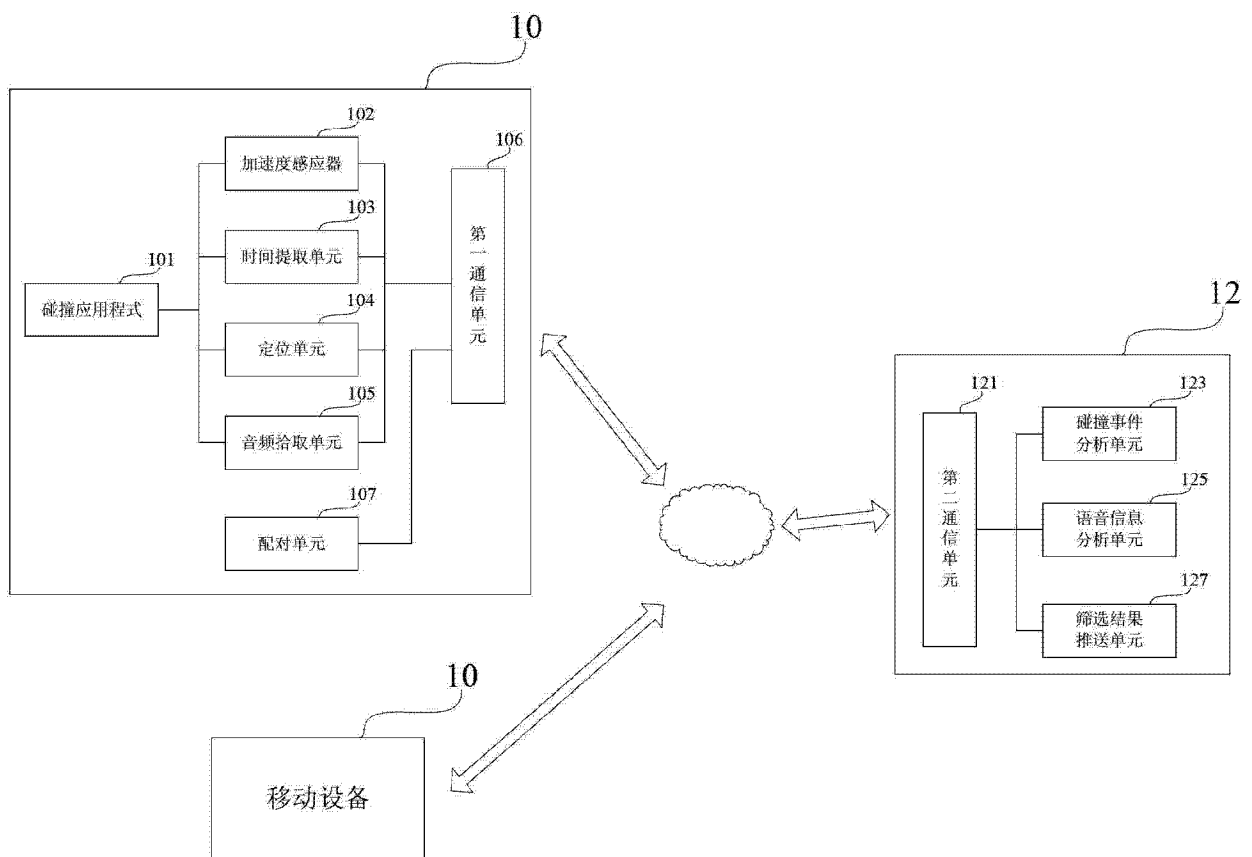 10
102
加速度感应器
106
第一通信单元
103
时间提取单元
101
碰撞应用程式
104
定位单元
105
音频拾取单元
107
配对单元
12
121
第二通信单元
123
碰撞事件
分析单元
125
语音信息
分析单元
127
筛选结果
推送单元
10
移动设备